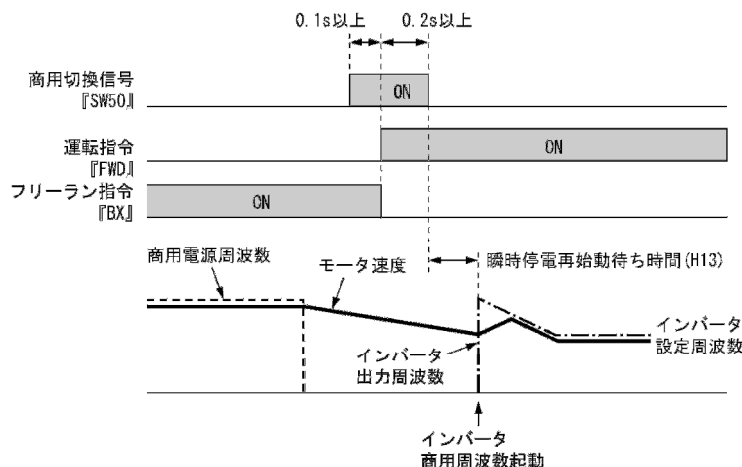 0.1s以上 0.2s以上
商用切換信号
『SW50』
ON
運転指令
『FWD』
ON
フリーラン指令
『BX』
ON
商用電源周波数
モータ速度
瞬時停電再始動待ち時間(H13)
インバータ
出力周波数
インバータ
設定周波数
インバータ
商用周波数起動